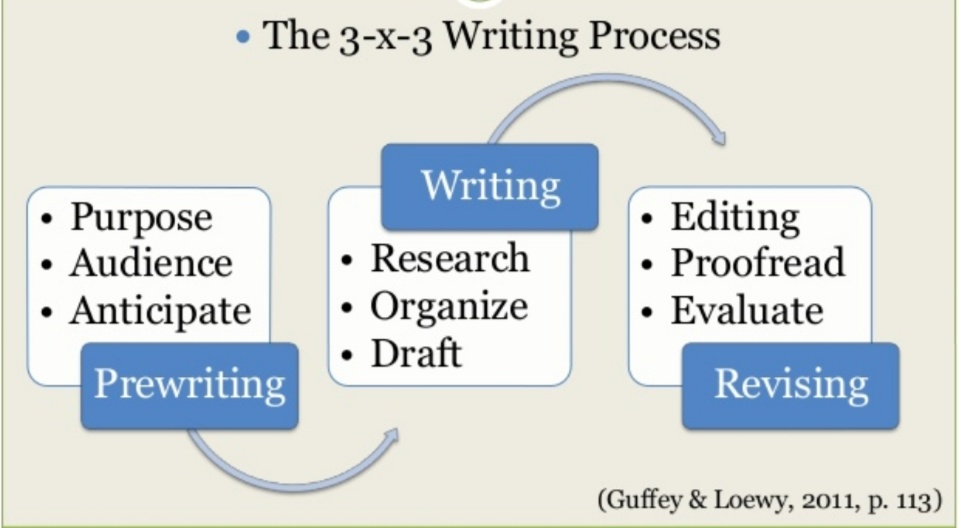 • The 3-x-3 Writing Process
• Purpose
• Audience
• Anticipate
Prewriting
Writing
• Research
• Organize
• Draft
• Editing
• Proofread
• Evaluate
Revising
(Guffey & Loewy, 2011, p. 113)